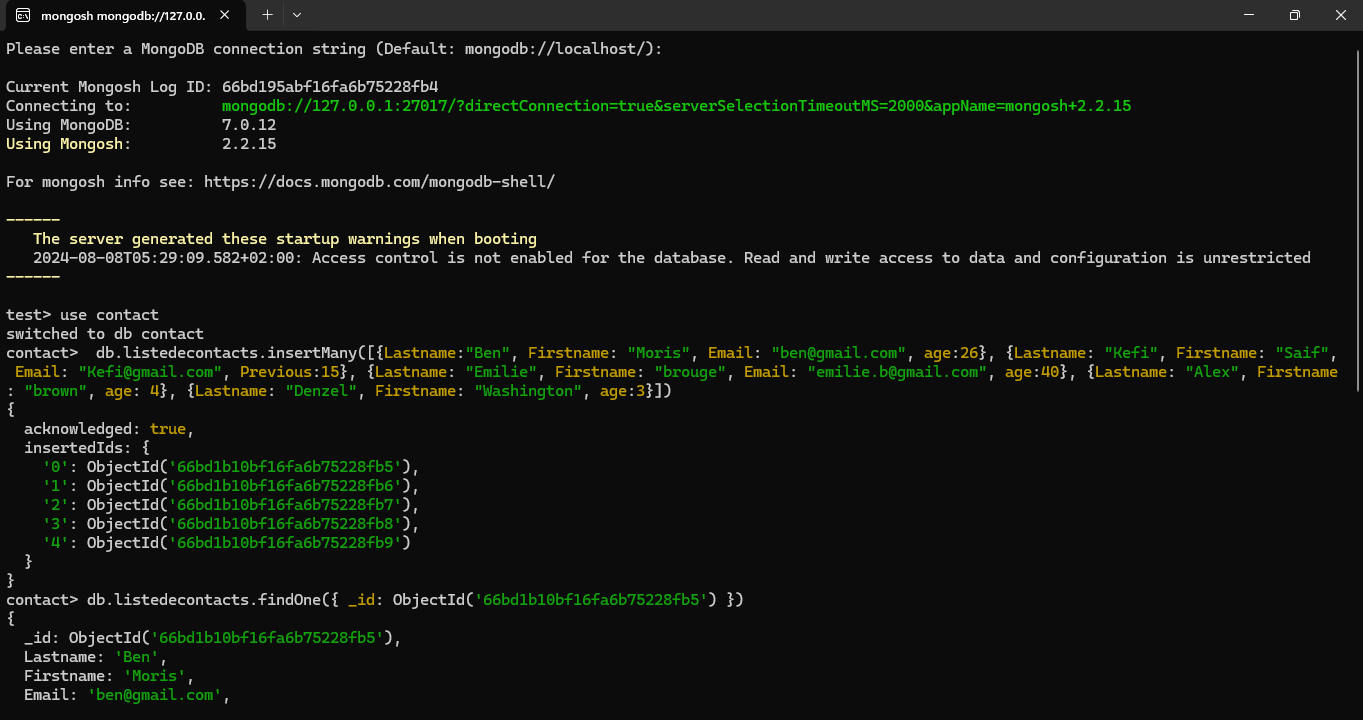 mongosh mongodb://127.0.0.
Please enter a MongoDB connection string (Default: mongodb://localhost/):
Current Mongosh Log ID: 66bd195abf16fa6b75228fb4
Connecting to:          mongodb://127.0.0.1:27017/?directConnection=true&serverSelectionTimeoutMS=2000&appName=mongosh+2.2.15
Using MongoDB:          7.0.12
Using Mongosh:          2.2.15
For mongosh info see: https://docs.mongodb.com/mongodb-shell/
------
   The server generated these startup warnings when booting
   2024-08-08T05:29:09.582+02:00: Access control is not enabled for the database. Read and write access to data and configuration is unrestricted
------
test> use contact
switched to db contact
contact>  db.listedecontacts.insertMany([{Lastname:"Ben", Firstname: "Moris", Email: "ben@gmail.com", age:26}, {Lastname: "Kefi", Firstname: "Saif",
 Email: "Kefi@gmail.com", Previous:15}, {Lastname: "Emilie", Firstname: "brouge", Email: "emilie.b@gmail.com", age:40}, {Lastname: "Alex", Firstname
: "brown", age: 4}, {Lastname: "Denzel", Firstname: "Washington", age:3}])
{
  acknowledged: true,
  insertedIds: {
    '0': ObjectId('66bd1b10bf16fa6b75228fb5'),
    '1': ObjectId('66bd1b10bf16fa6b75228fb6'),
    '2': ObjectId('66bd1b10bf16fa6b75228fb7'),
    '3': ObjectId('66bd1b10bf16fa6b75228fb8'),
    '4': ObjectId('66bd1b10bf16fa6b75228fb9')
  }
}
contact> db.listedecontacts.findOne({ _id: ObjectId('66bd1b10bf16fa6b75228fb5') })
{
  _id: ObjectId('66bd1b10bf16fa6b75228fb5'),
  Lastname: 'Ben',
  Firstname: 'Moris',
  Email: 'ben@gmail.com',